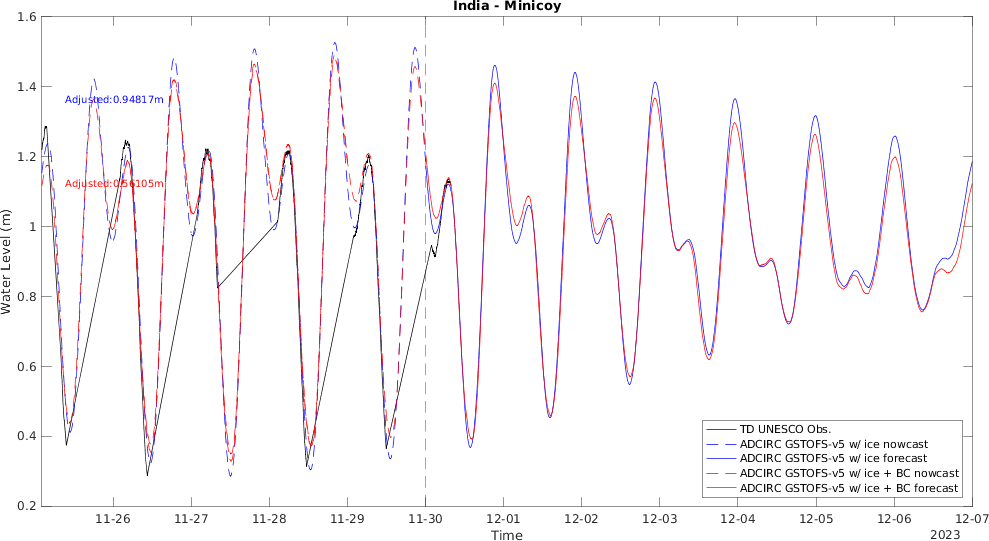 India - Minicoy
1.6
1.4
1.2
1
0.8
0.6
0.4
0.2
Water Level (m)
Adjusted:0.94817m
Adjusted:0.56105m
TD UNESCO Obs.
ADCIRC GSTOFS-v5 w/ ice nowcast
ADCIRC GSTOFS-v5 w/ ice forecast
ADCIRC GSTOFS-v5 w/ ice + BC nowcast
ADCIRC GSTOFS-v5 w/ ice + BC forecast
11-26 11-27 11-28 11-29 11-30 12-01 12-02 12-03 12-04 12-05 12-06 12-07
Time
2023